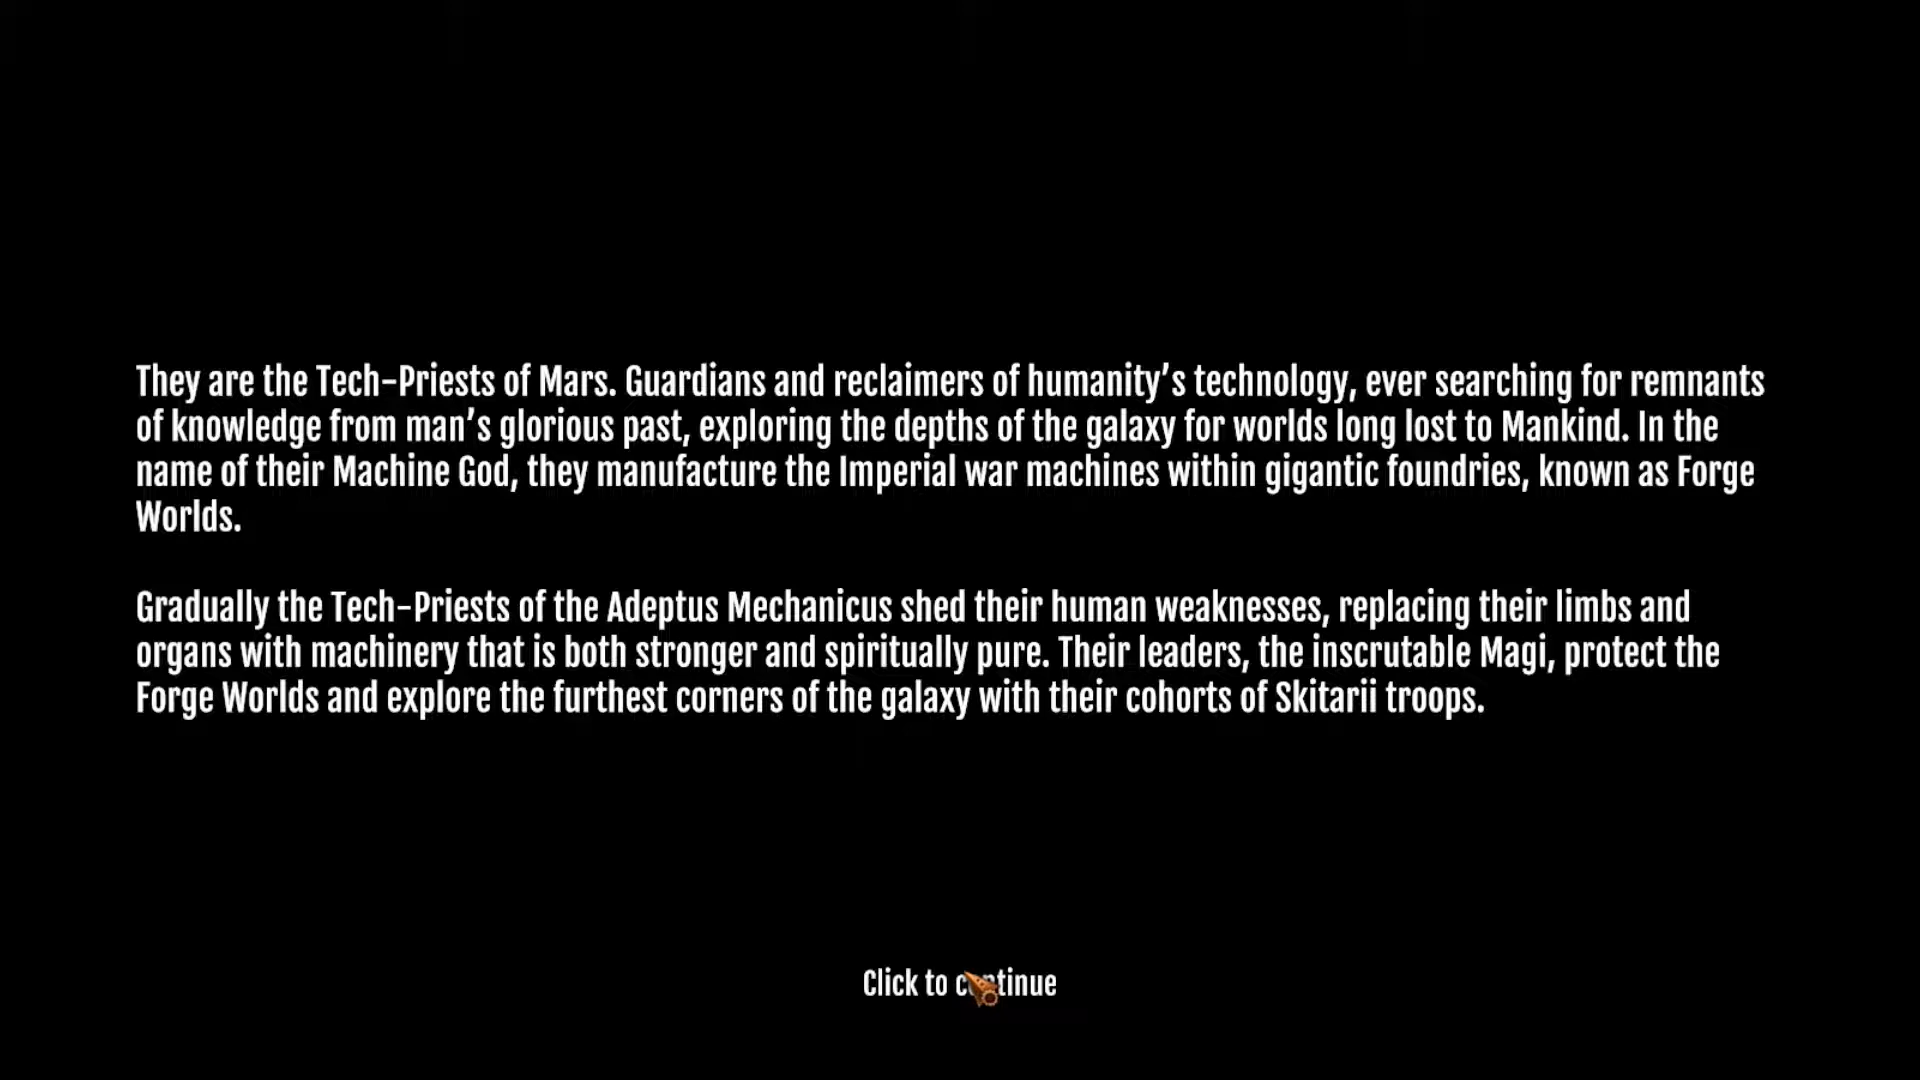 They are the Tech-Priests of Mars. Guardians and reclaimers of humanity’s technology, ever searching for remnants
of knowledge from man’s glorious past, exploring the depths of the galaxy for worlds long lost to Mankind. In the
name of their Machine God, they manufacture the Imperial war machines within gigantic foundries, known as Forge
Worlds.
Gradually the Tech-Priests of the Adeptus Mechanicus shed their human weaknesses, replacing their limbs and
organs with machinery that is both stronger and spiritually pure. Their leaders, the inscrutable Magi, protect the
Forge Worlds and explore the furthest corners of the galaxy with their cohorts of Skitarii troops.
Click to continue